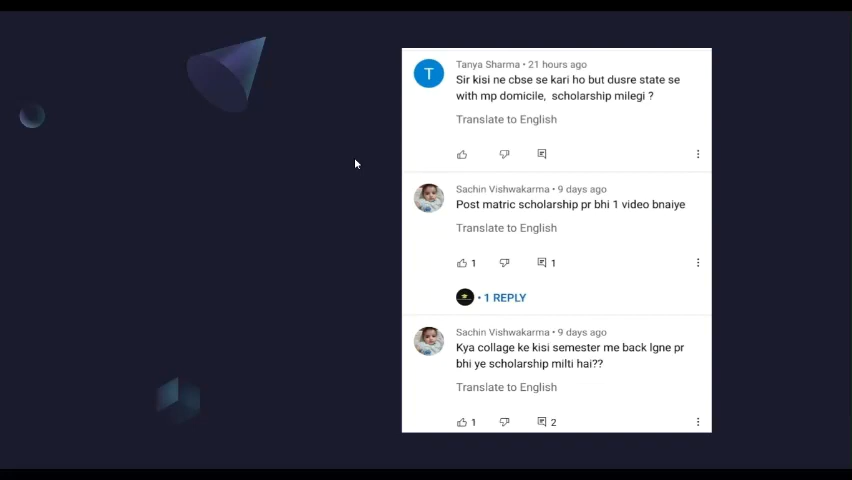 T
Tanya Sharma • 21 hours ago
Sir kisi ne cbse se kari ho but dusre state se
with mp domicile, scholarship milegi ?
Translate to English
Sachin Vishwakarma • 9 days ago
Post matric scholarship pr bhi 1 video bnaiye
Translate to English
1 1
• 1 REPLY
Sachin Vishwakarma • 9 days ago
Kya collage ke kisi semester me back lgne pr
bhi ye scholarship milti hai??
Translate to English
1 2